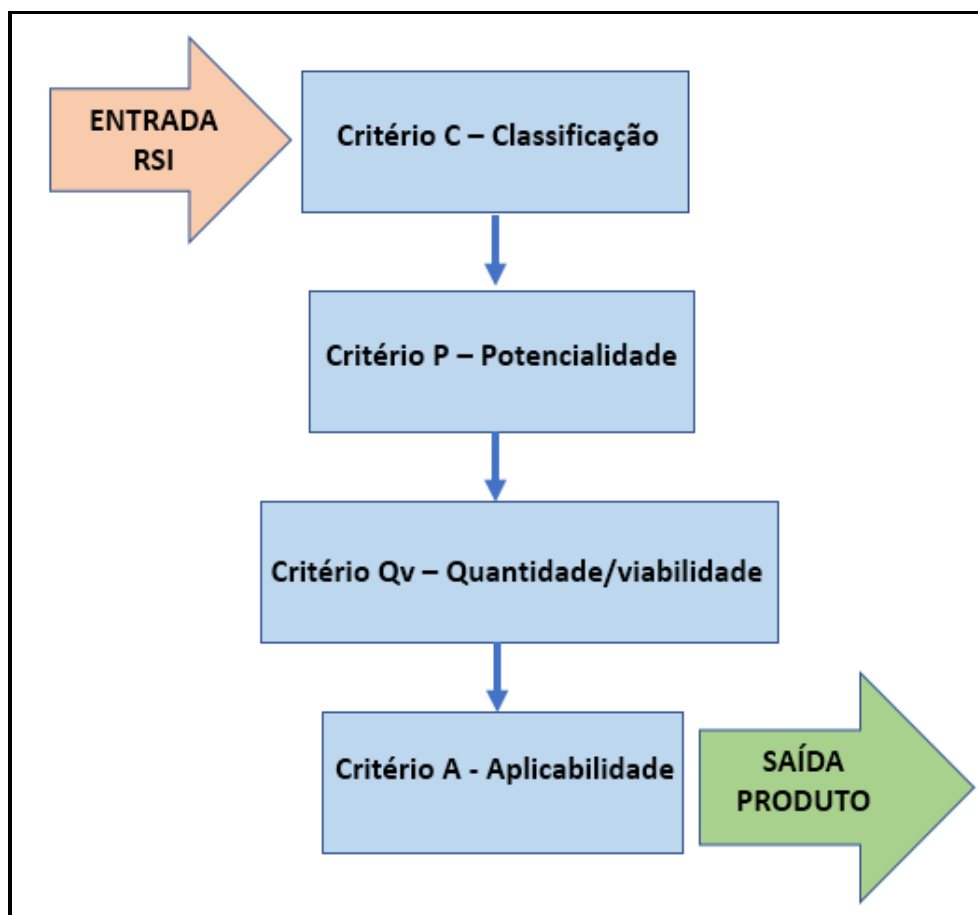 ENTRADA
RSI
Critério C – Classificação
Critério P – Potencialidade
Critério Qv – Quantidade/viabilidade
Critério A - Aplicabilidade
SAÍDA
PRODUTO